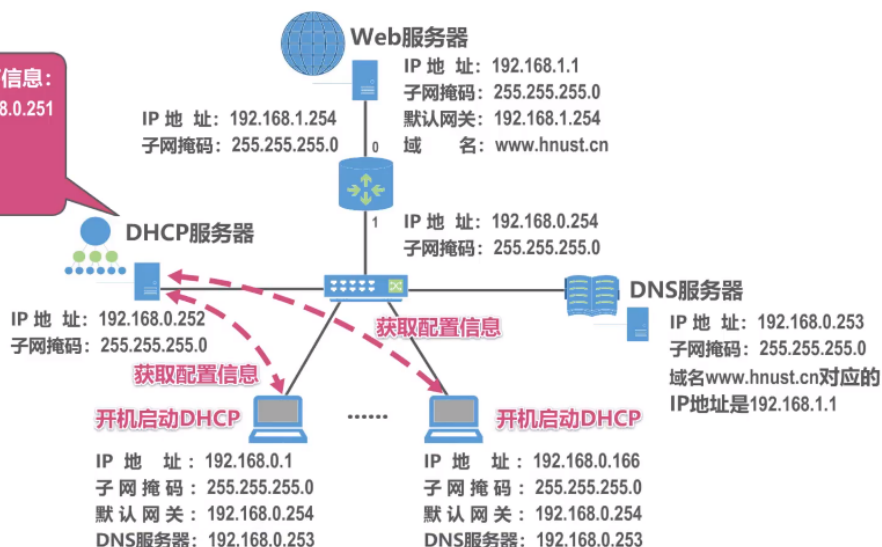 信息：
8.0.251
Web服务器
IP 地 址：192.168.1.1
子网掩码：255.255.255.0
默认网关：192.168.1.254
域 名：www.hnust.cn
IP 地 址：192.168.1.254
子网掩码：255.255.255.0
0
1
IP 地 址：192.168.0.254
子网掩码：255.255.255.0
DHCP服务器
IP 地 址：192.168.0.252
子网掩码：255.255.255.0
DNS服务器
IP 地 址：192.168.0.253
子网掩码：255.255.255.0
域名www.hnust.cn对应的
IP地址是192.168.1.1
获取配置信息
获取配置信息
开机启动DHCP
······
开机启动DHCP
IP 地 址：192.168.0.1
子网掩码：255.255.255.0
默认网关：192.168.0.254
DNS服务器：192.168.0.253
IP 地 址：192.168.0.166
子网掩码：255.255.255.0
默认网关：192.168.0.254
DNS服务器：192.168.0.253